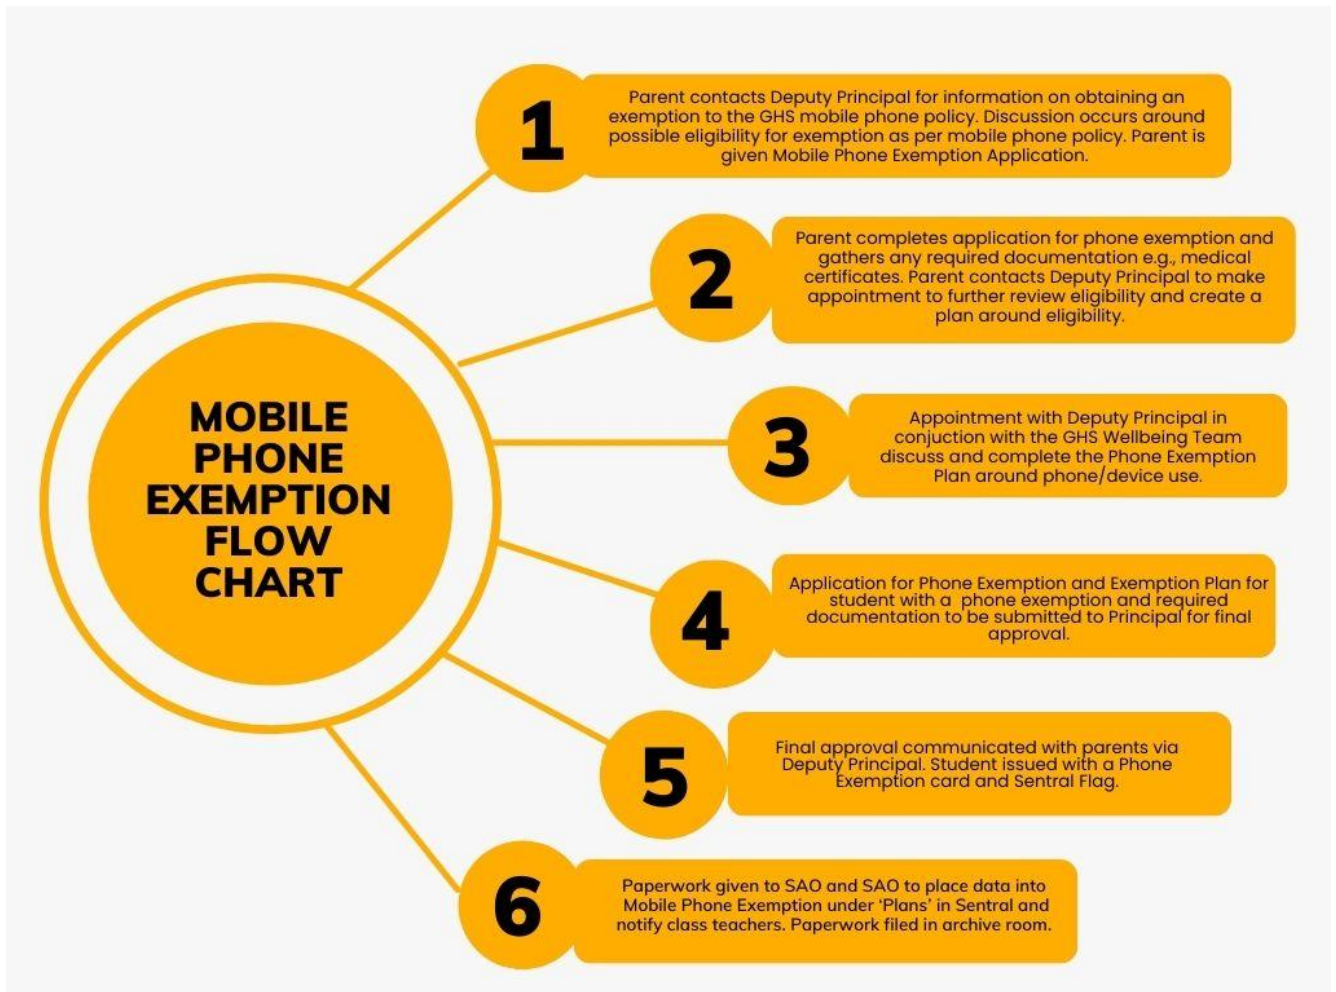 1
Parent contacts Deputy Principal for information on obtaining an
exemption to the GHS mobile phone policy. Discussion occurs around
possible eligibility for exemption as per mobile phone policy. Parent is
given Mobile Phone Exemption Application.
2
Parent completes application for phone exemption and
gathers any required documentation e.g., medical
certificates. Parent contacts Deputy Principal to make
appointment to further review eligibility and create a
plan around eligibility.
MOBILE
PHONE
EXEMPTION
FLOW
CHART
3
Appointment with Deputy Principal in
conjuction with the GHS Wellbeing Team
discuss and complete the Phone Exemption
Plan around phone/device use.
4
Application for Phone Exemption and Exemption Plan for
student with a phone exemption and required
documentation to be submitted to Principal for final
approval.
5
Final approval communicated with parents via
Deputy Principal. Student issued with a Phone
Exemption card and Sentral Flag.
6
Paperwork given to SAO and SAO to place data into
Mobile Phone Exemption under ‘Plans’ in Sentral and
notify class teachers. Paperwork filed in archive room.